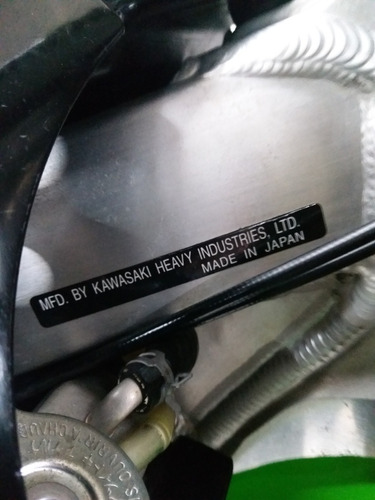 MFD. BY KAWASAKI HEAVY INDUSTRIES, LTD.
MADE IN JAPAN